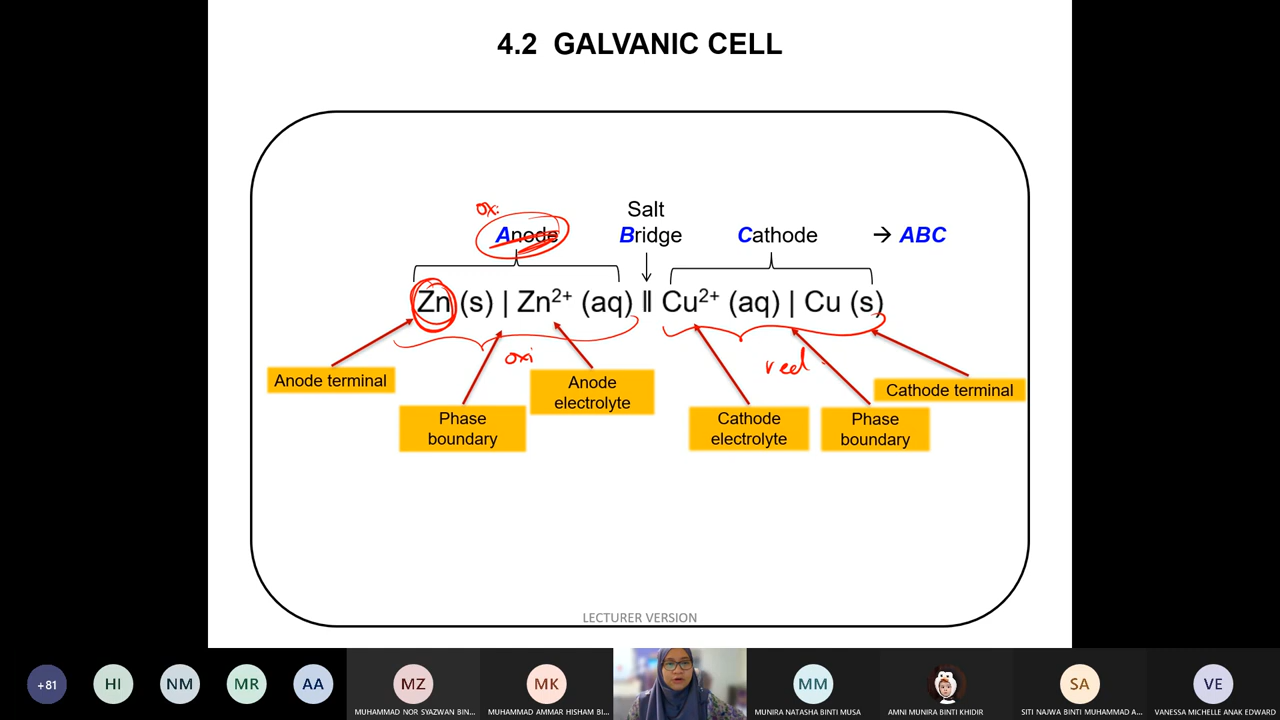 4.2 GALVANIC CELL
Salt
ox:
Anode
Bridge
Cathode
→ ABC
Zn (s) | Zn²⁺ (aq) || Cu²⁺ (aq) | Cu (s)
oxi
red
Anode terminal
Phase
boundary
Anode
electrolyte
Cathode
electrolyte
Phase
boundary
Cathode terminal
LECTURER VERSION
+81
HI
NM
MR
AA
MZ
MUHAMMAD NOR SYAZWAN BIN...
MK
MUHAMMAD AMMAR HISHAM BI...
MM
MUNIRA NATASHA BINTI MUSA
AMNI MUNIRA BINTI KHIDIR
SA
SITI NAJWA BINTI MUHAMMAD A...
VE
VANESSA MICHELLE ANAK EDWARD